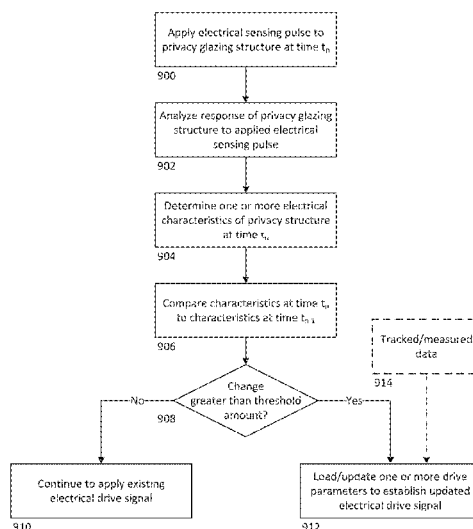 Apply electrical sensing pulse to
privacy glazing structure at time tn
900
Analyze response of privacy glazing
structure to applied electrical
sensing pulse
902
Determine one or more electrical
characteristics of privacy structure
at time tn
904
Compare characteristics at time tn
to characteristics at time tn-1
906
Tracked/measured
data
914
Change
greater than threshold
amount?
908
No
Yes
Continue to apply existing
electrical drive signal
910
Load/update one or more drive
parameters to establish updated
electrical drive signal
912